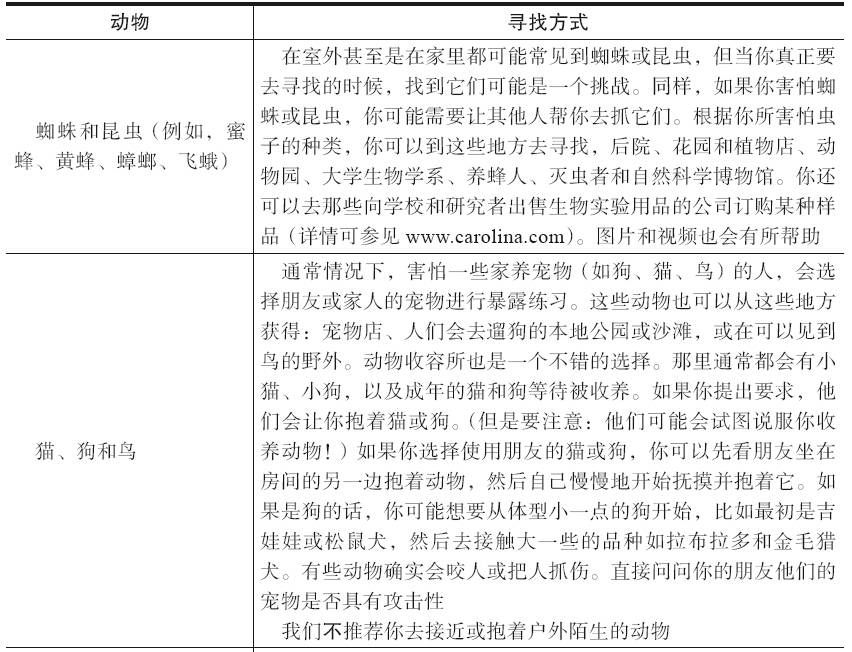 动物
寻找方式
蜘蛛和昆虫（例如，蜜
蜂、黄蜂、蟑螂、飞蛾）
在室外甚至是在家里都可能常见到蜘蛛或昆虫，但当你真正要
去寻找的时候，找到它们可能是一个挑战。同样，如果你害怕蜘
蛛或昆虫，你可能需要让其他人帮你去抓它们。根据你所害怕虫
子的种类，你可以到这些地方去寻找，后院、花园和植物店、动
物园、大学生物学系、养蜂人、灭虫者和自然科学博物馆。你还
可以去那些向学校和研究者出售生物实验用品的公司订购某种样
品（详情可参见 www.carolina.com）。图片和视频也会有所帮助
猫、狗和鸟
通常情况下，害怕一些家养宠物（如狗、猫、鸟）的人，会选
择朋友或家人的宠物进行暴露练习。这些动物也可以从这些地方
获得：宠物店、人们会去遛狗的本地公园或沙滩，或在可以见到
鸟的野外。动物收容所也是一个不错的选择。那里通常都会有小
猫、小狗，以及成年的猫和狗等待被收养。如果你提出要求，他
们会让你抱着猫或狗。（但是要注意：他们可能会试图说服你收
养动物！）如果你选择使用朋友的猫或狗，你可以先看朋友坐在
房间的另一边抱着动物，然后自己慢慢地开始抚摸并抱着它。如
果是狗的话，你可能想要从体型小一点的狗开始，比如最初是吉
娃娃或松鼠犬，然后去接触大一些的品种如拉布拉多和金毛猎
犬。有些动物确实会咬人或把人抓伤。直接问问你的朋友他们的
宠物是否具有攻击性
我们不推荐你去接近或抱着户外陌生的动物